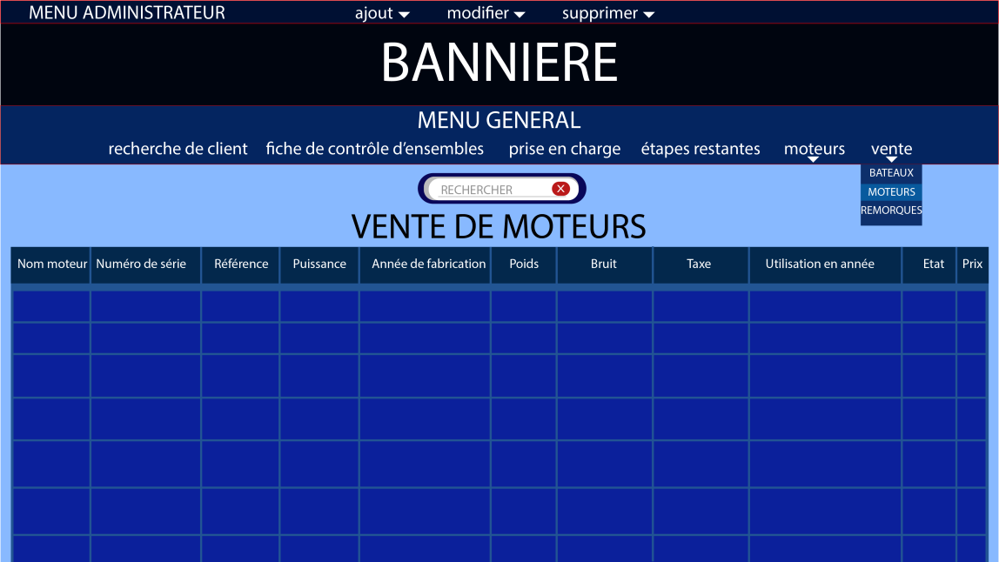 MENU ADMINISTRATEUR ajout modifier supprimer
BANNIERE
MENU GENERAL
recherche de client fiche de contrôle d’ensembles prise en charge étapes restantes moteurs vente
BATEAUX
MOTEURS
REMORQUES
RECHERCHER X
VENTE DE MOTEURS
Nom moteur Numéro de série Référence Puissance Année de fabrication Poids Bruit Taxe Utilisation en année Etat Prix